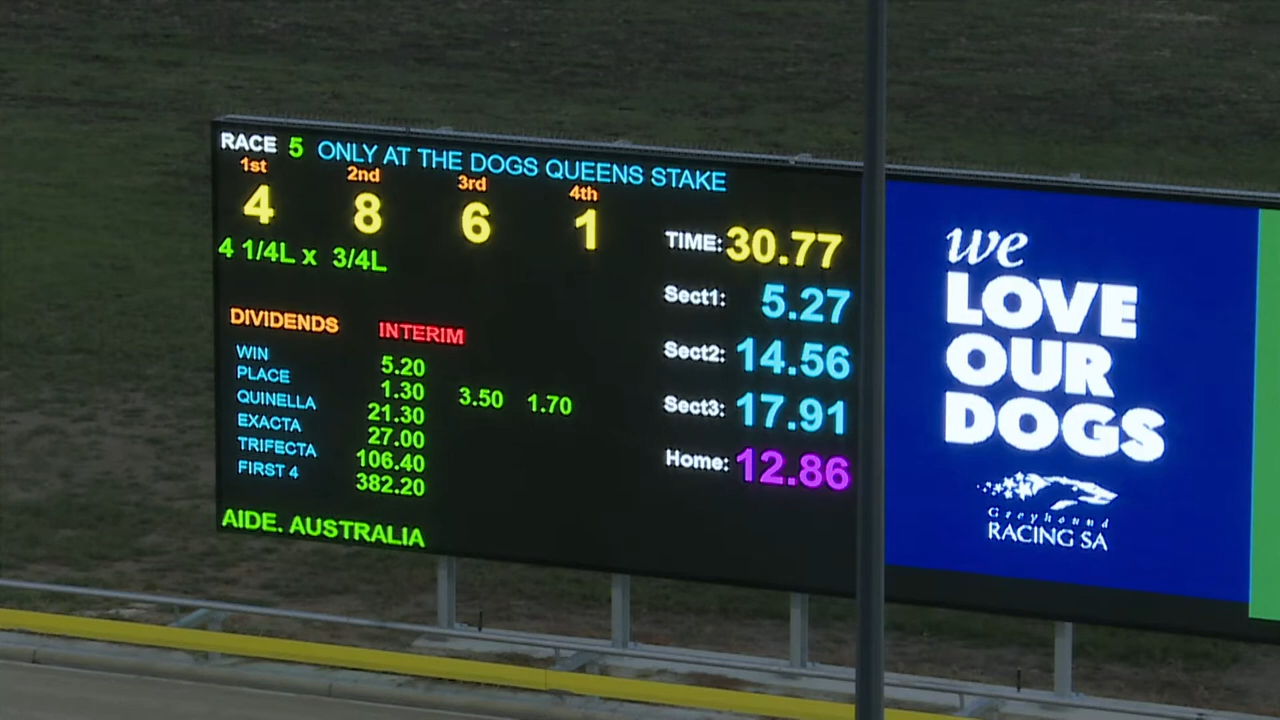 RACE 5 ONLY AT THE DOGS QUEENS STAKE
1st 2nd 3rd 4th
4 8 6 1
4 1/4L x 3/4L
TIME: 30.77
Sect1: 5.27
Sect2: 14.56
Sect3: 17.91
Home: 12.86
DIVIDENDS INTERIM
WIN 5.20
PLACE 1.30 3.50 1.70
QUINELLA 21.30
EXACTA 27.00
TRIFECTA 106.40
FIRST 4 382.20
AIDE. AUSTRALIA
we
LOVE
OUR
DOGS
Greyhound
RACING SA